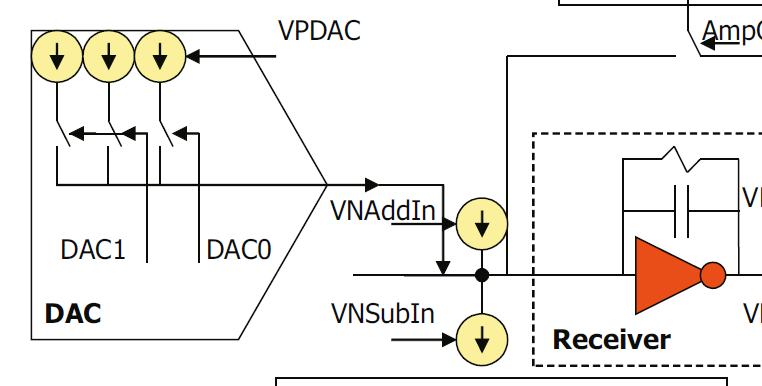 VPDAC
VNAddIn
DAC1
DAC0
DAC
VNSubIn
Receiver